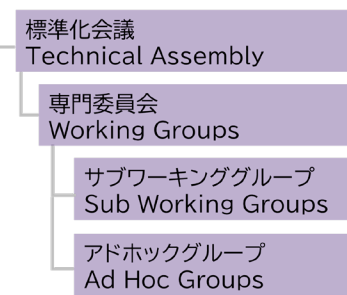 標準化会議
Technical Assembly
専門委員会
Working Groups
サブワーキンググループ
Sub Working Groups
アドホックグループ
Ad Hoc Groups